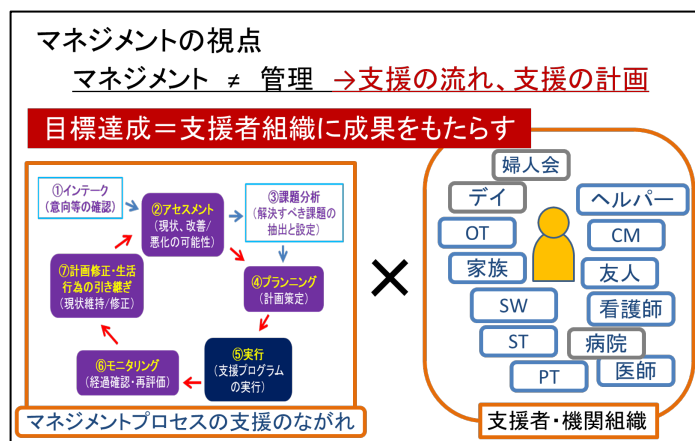 マネジメントの視点
マネジメント ≠ 管理 →支援の流れ、支援の計画
目標達成＝支援者組織に成果をもたらす
①インテーク
(意向等の確認)
②アセスメント
(現状、改善/
悪化の可能性)
③課題分析
(解決すべき課題の
抽出と設定)
④プランニング
(計画策定)
⑤実行
(支援プログラム
の実行)
⑥モニタリング
(経過確認・再評価)
⑦計画修正・生活
行為の引き継ぎ
(現状維持/修正)
マネジメントプロセスの支援のながれ
×
婦人会
デイ
ヘルパー
OT
CM
家族
友人
SW
看護師
ST
病院
PT
医師
支援者・機関組織